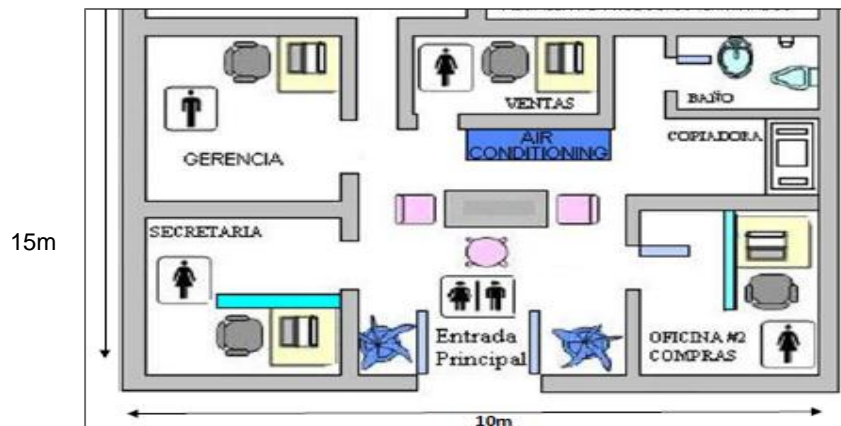 VENTAS
BAÑO
AIR
CONDITIONING
COPIADORA
GERENCIA
15m
SECRETARIA
Entrada
Principal
OFICINA #2
COMPRAS
10m